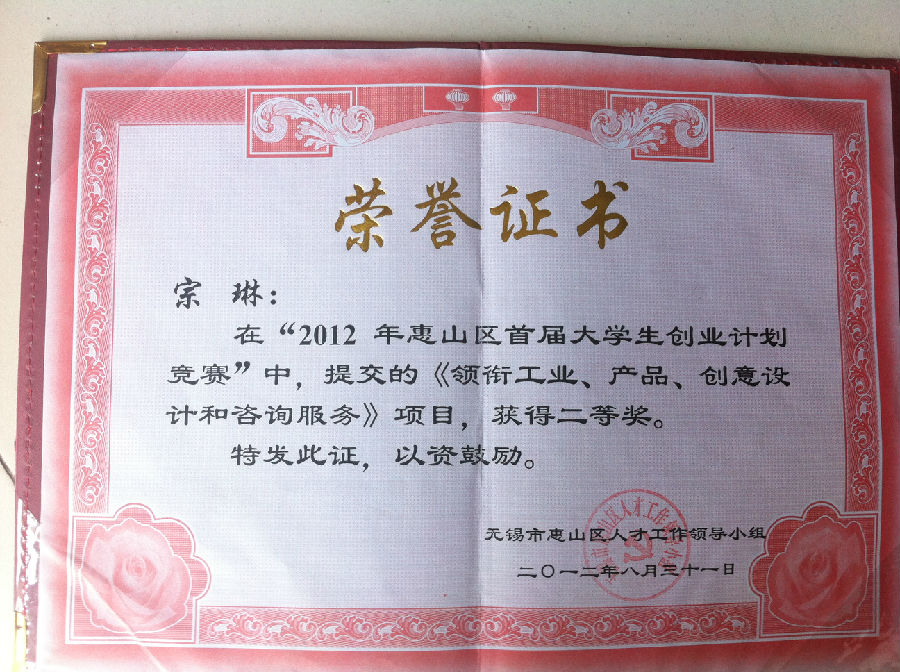 荣誉证书
宗 琳：
在“2012 年惠山区首届大学生创业计划
竞赛”中，提交的《领衔工业、产品、创意设
计和咨询服务》项目，获得二等奖。
特发此证，以资鼓励。
无锡市惠山区人才工作领导小组
二〇一二年八月三十一日